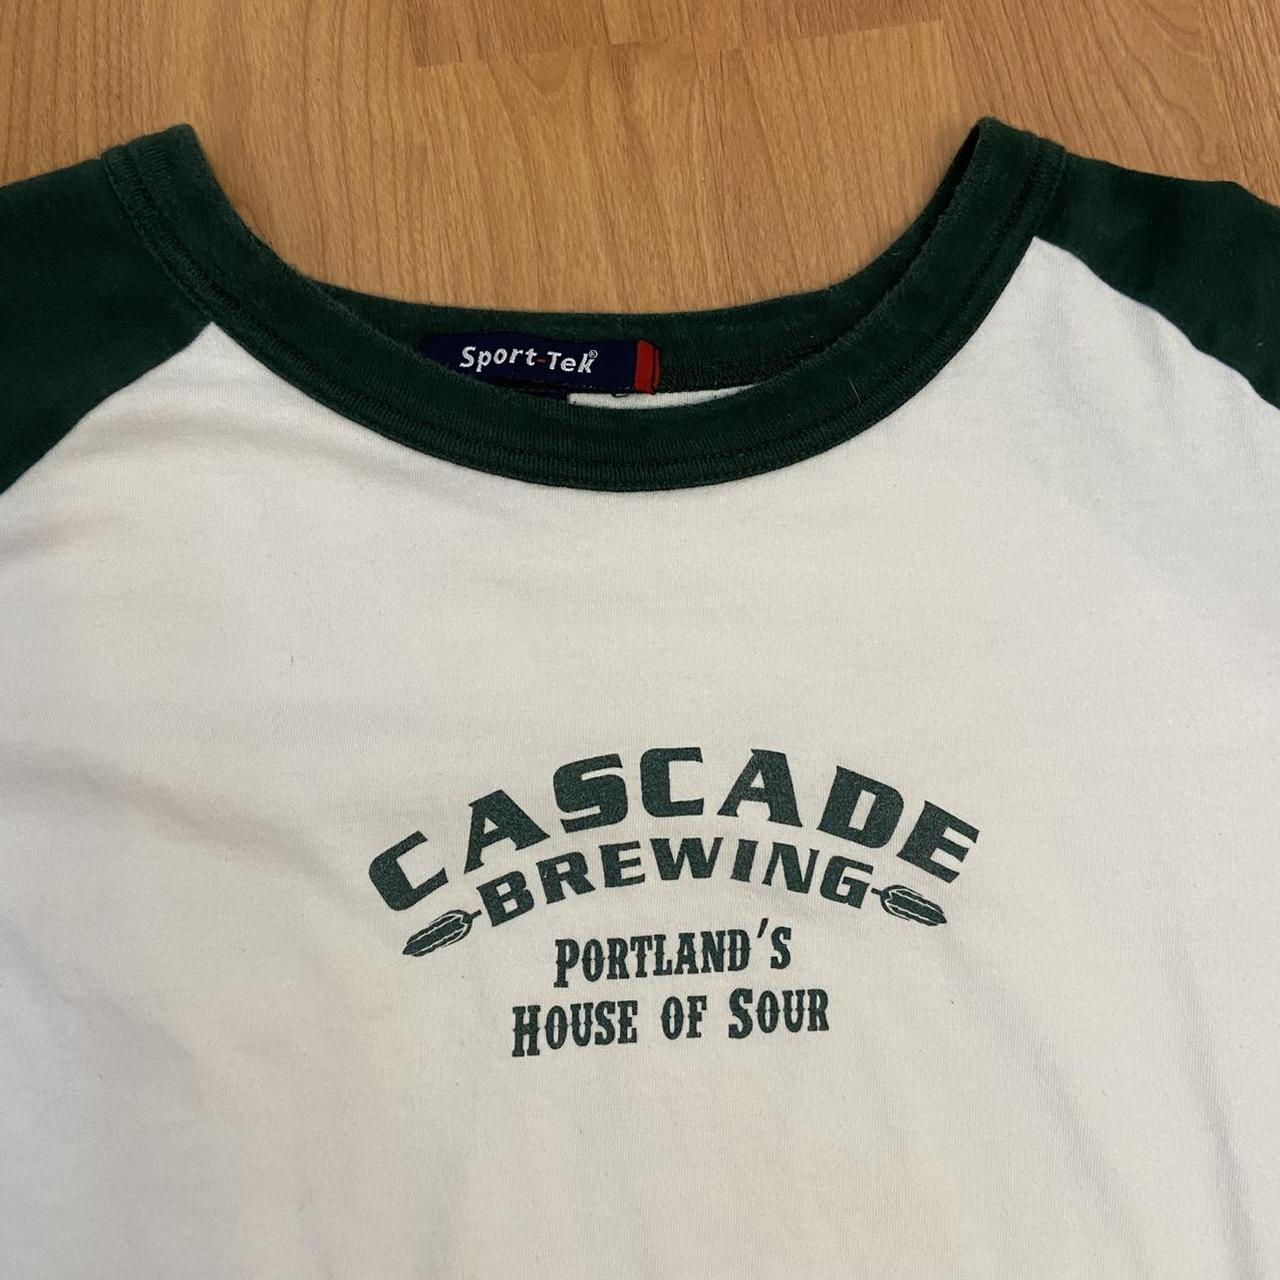 Sport-Tek®
CASCADE
BREWING
PORTLAND'S
HOUSE OF SOUR